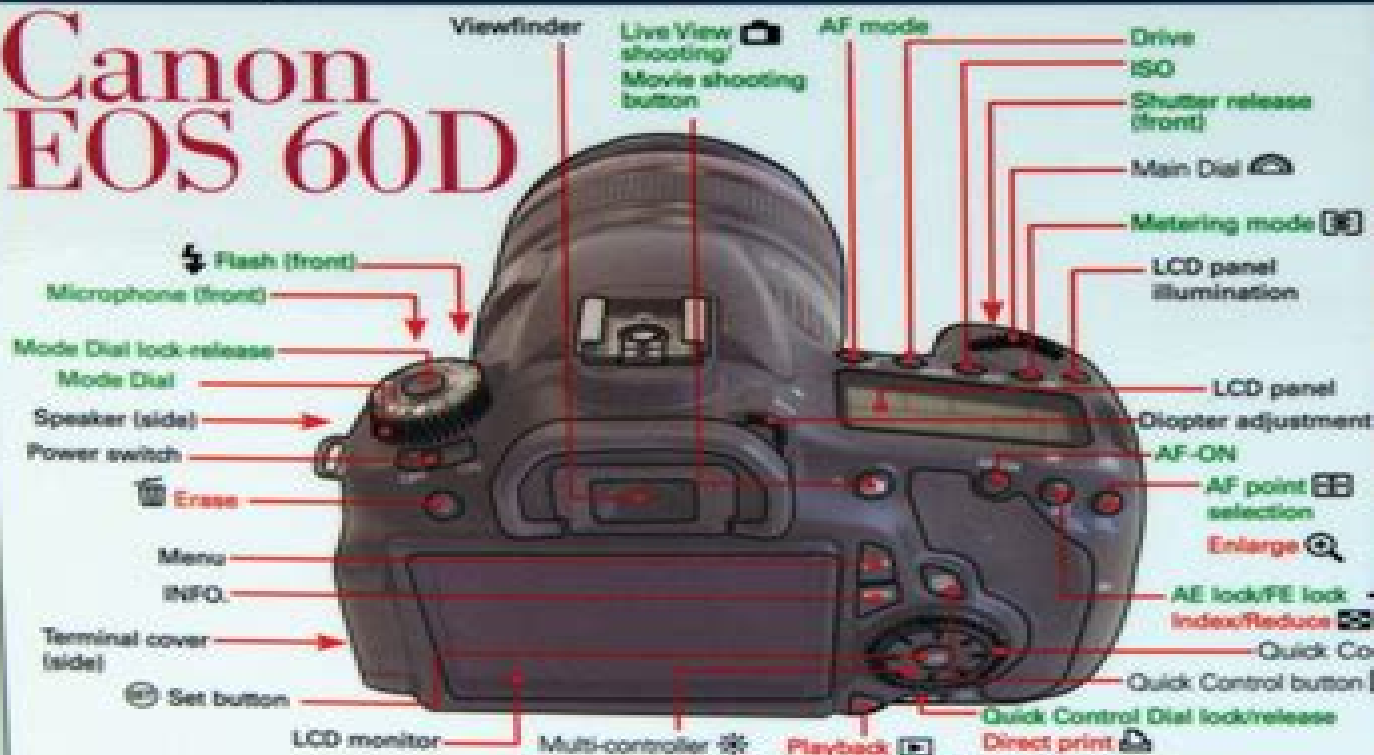 Canon
EOS 60D
Viewfinder
Live View
shooting/
Movie shooting
button
AF mode
Drive
ISO
Shutter release
(front)
Main Dial
Metering mode
LCD panel
illumination
Flash (front)
Microphone (front)
Mode Dial lock-release
Mode Dial
Speaker (side)
Power switch
Erase
Menu
INFO.
Terminal cover
(side)
SET Set button
LCD monitor
Multi-controller
Playback
LCD panel
Diopter adjustment
AF-ON
AF point
selection
Enlarge
AE lock/FE lock
Index/Reduce
Quick Co
Quick Control button
Quick Control Dial lock/release
Direct print